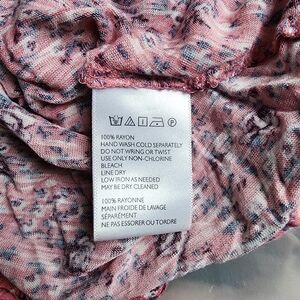 100% RAYON
HAND WASH COLD SEPARATELY
DO NOT WRING OR TWIST
USE ONLY NON-CHLORINE
BLEACH
LINE DRY
LOW IRON AS NEEDED
MAY BE DRY CLEANED
100% RAYONNE
MAIN FROIDE DE LAVAGE
SÉPARÉMENT
NE PAS ESSORER OU TORDRE